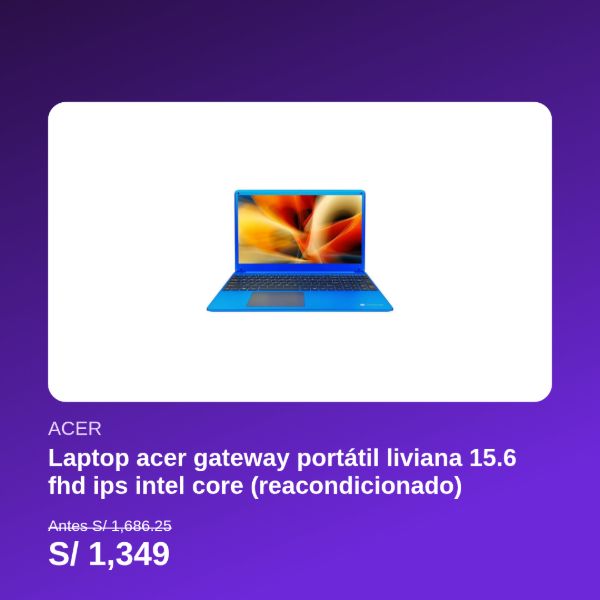 ACER
Laptop acer gateway portátil liviana 15.6
fhd ips intel core (reacondicionado)
Antes S/ 1,686.25
S/ 1,349